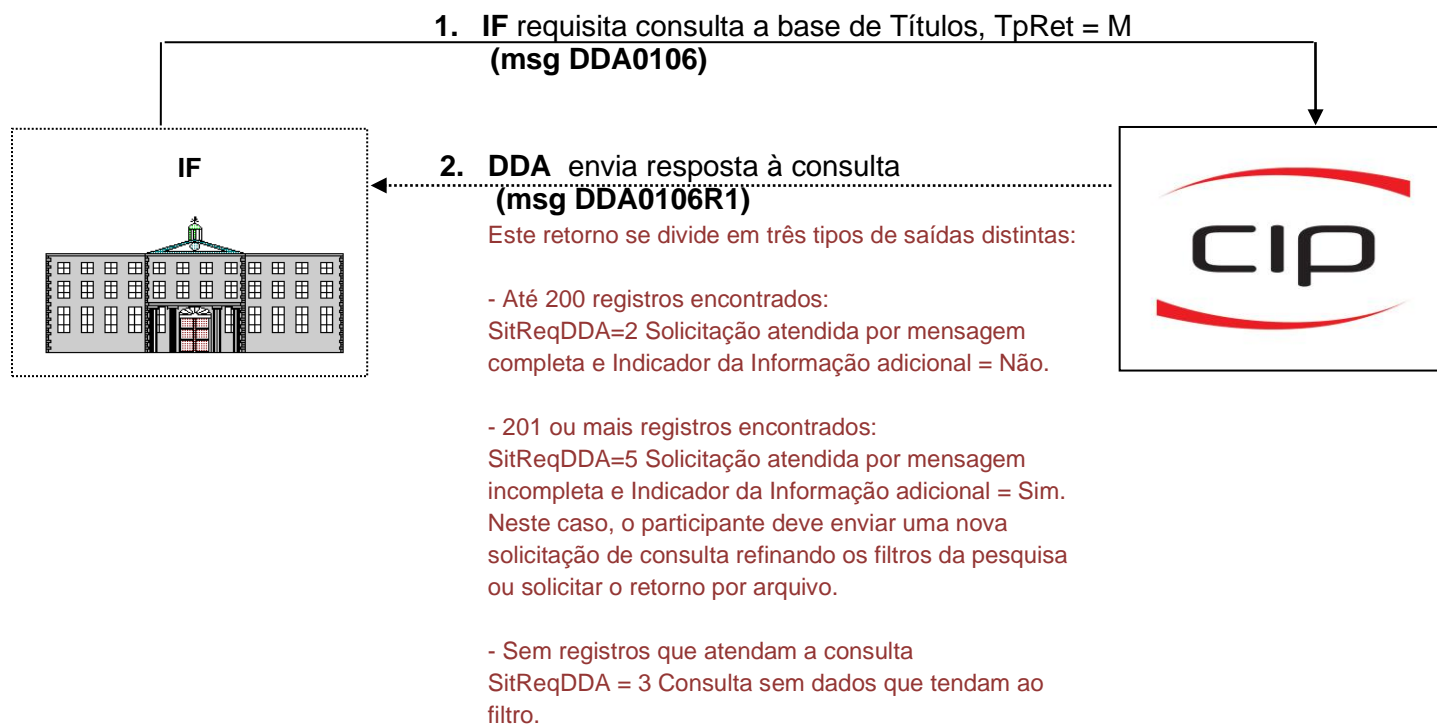 1. IF requisita consulta a base de Títulos, TpRet = M
(msg DDA0106)
IF
2. DDA envia resposta à consulta
(msg DDA0106R1)
Este retorno se divide em três tipos de saídas distintas:
- Até 200 registros encontrados:
SitReqDDA=2 Solicitação atendida por mensagem
completa e Indicador da Informação adicional = Não.
- 201 ou mais registros encontrados:
SitReqDDA=5 Solicitação atendida por mensagem
incompleta e Indicador da Informação adicional = Sim.
Neste caso, o participante deve enviar uma nova
solicitação de consulta refinando os filtros da pesquisa
ou solicitar o retorno por arquivo.
- Sem registros que atendam a consulta
SitReqDDA = 3 Consulta sem dados que tendam ao
filtro.
cip